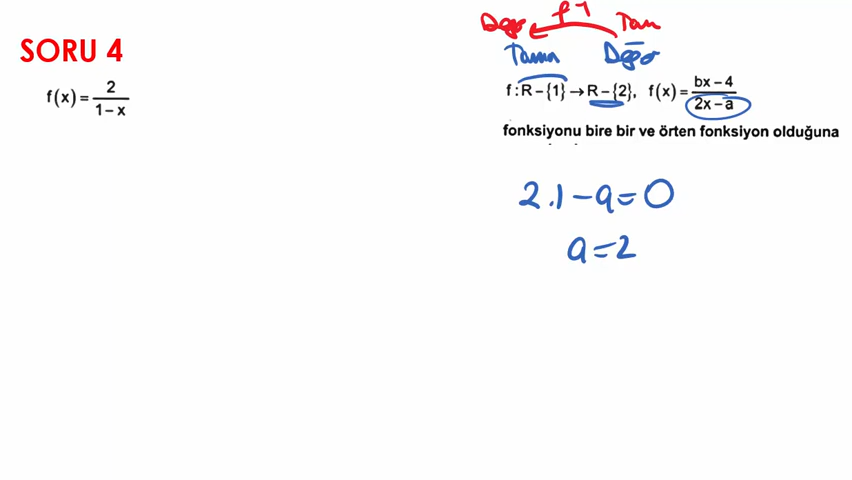 SORU 4
f(x) = 2 / 1 - x
f -1
Değer Tan
Tanım Değer
f : R - {1} → R - {2}, f(x) = bx - 4 / 2x - a
fonksiyonu bire bir ve örten fonksiyon olduğuna
2.1 - a = 0
a = 2